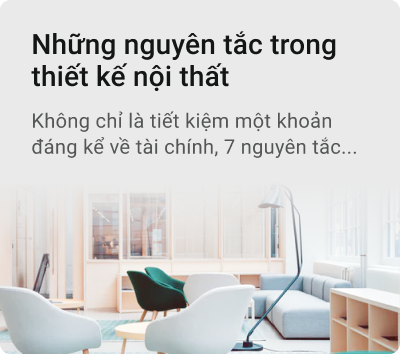 Những nguyên tắc trong
thiết kế nội thất
Không chỉ là tiết kiệm một khoản
đáng kể về tài chính, 7 nguyên tắc...